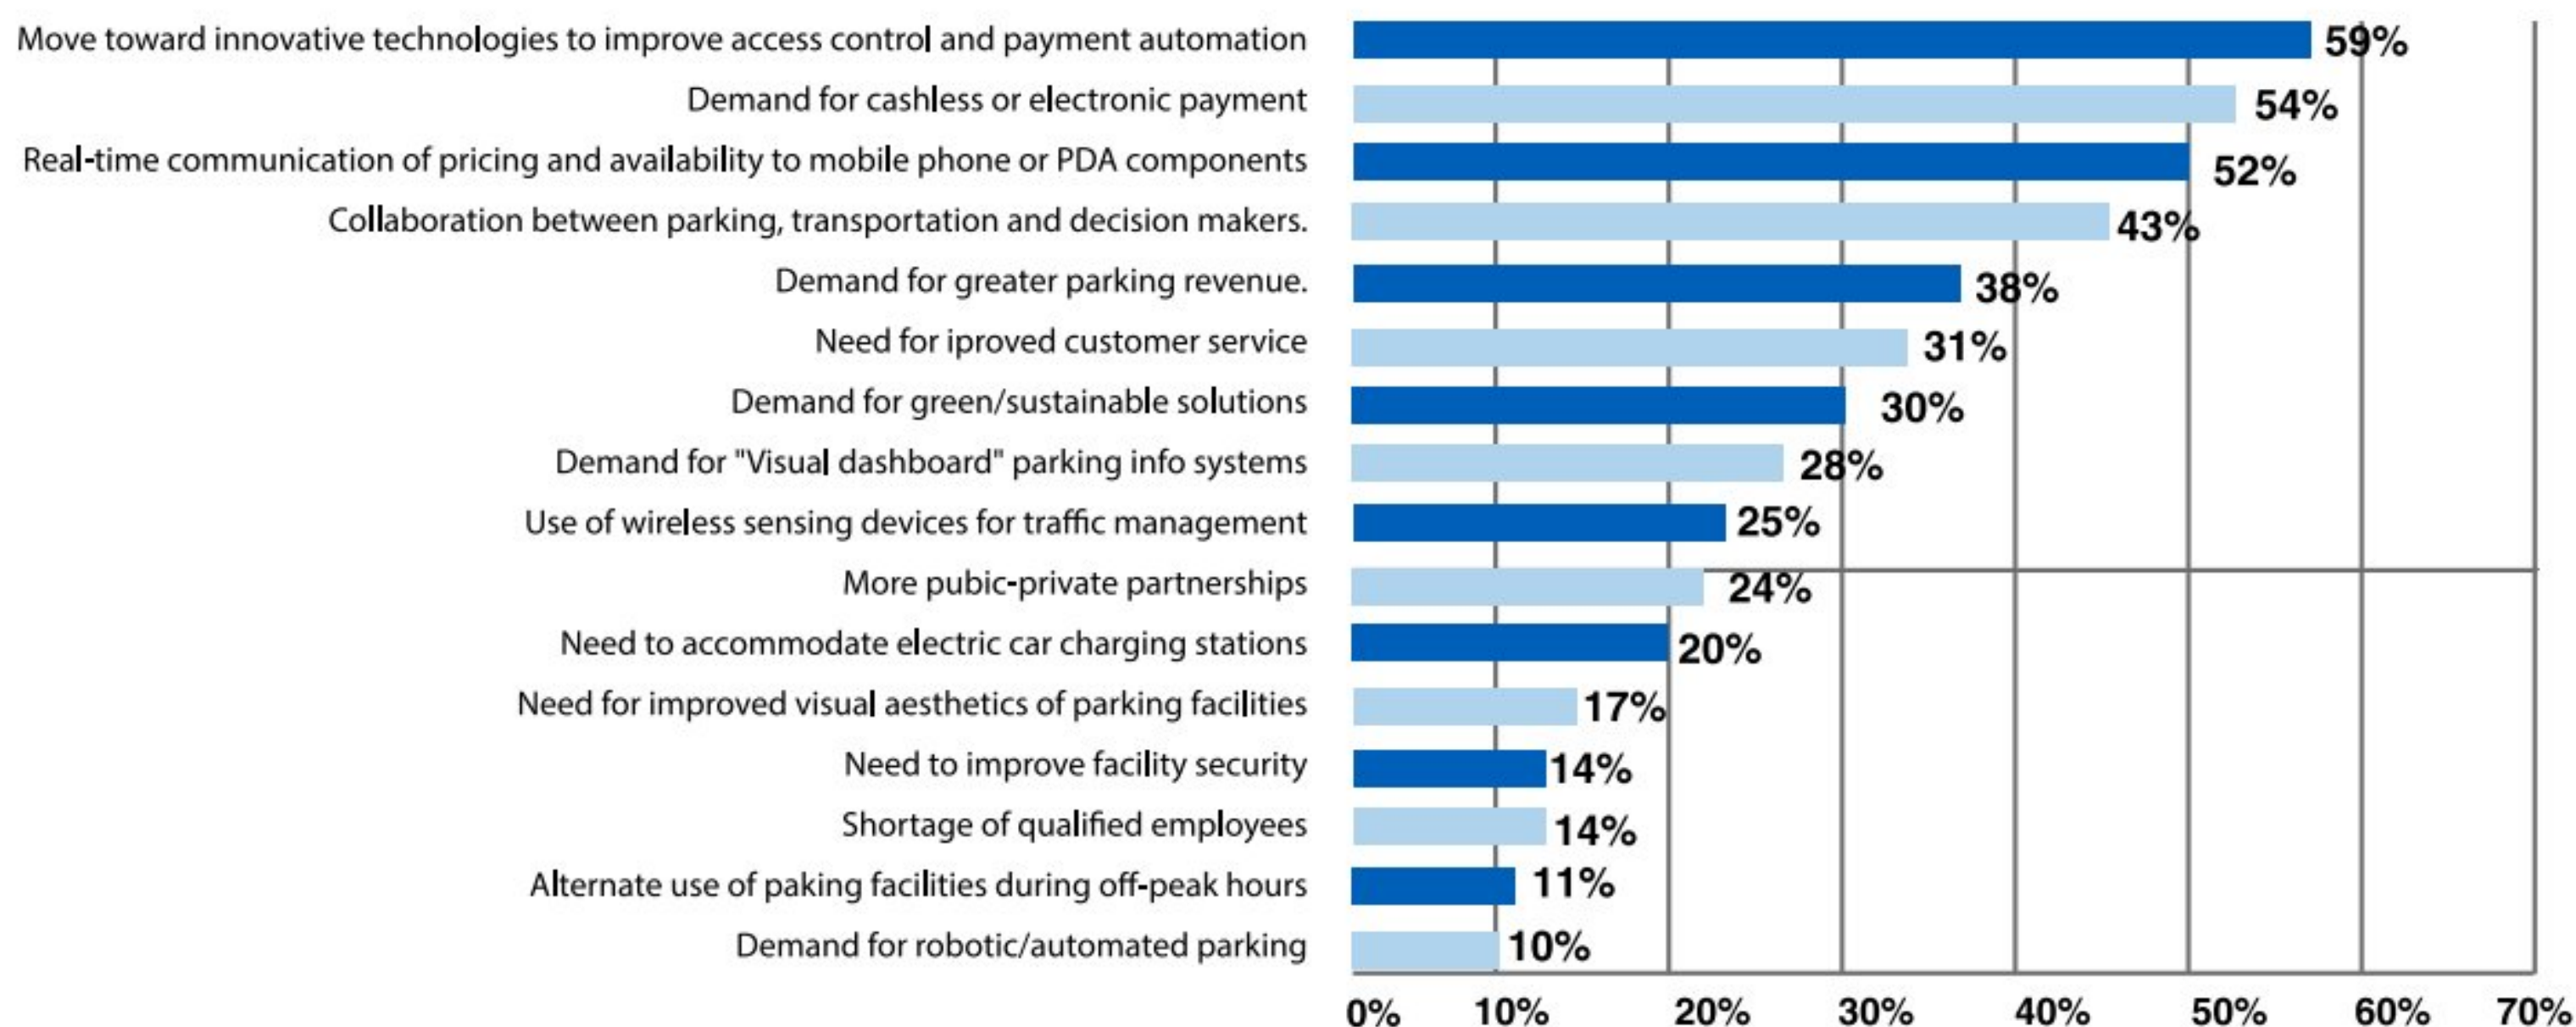 Move toward innovative technologies to improve access control and payment automation 59%
Demand for cashless or electronic payment 54%
Real-time communication of pricing and availability to mobile phone or PDA components 52%
Collaboration between parking, transportation and decision makers. 43%
Demand for greater parking revenue. 38%
Need for iproved customer service 31%
Demand for green/sustainable solutions 30%
Demand for "Visual dashboard" parking info systems 28%
Use of wireless sensing devices for traffic management 25%
More pubic-private partnerships 24%
Need to accommodate electric car charging stations 20%
Need for improved visual aesthetics of parking facilities 17%
Need to improve facility security 14%
Shortage of qualified employees 14%
Alternate use of paking facilities during off-peak hours 11%
Demand for robotic/automated parking 10%
0% 10% 20% 30% 40% 50% 60% 70%